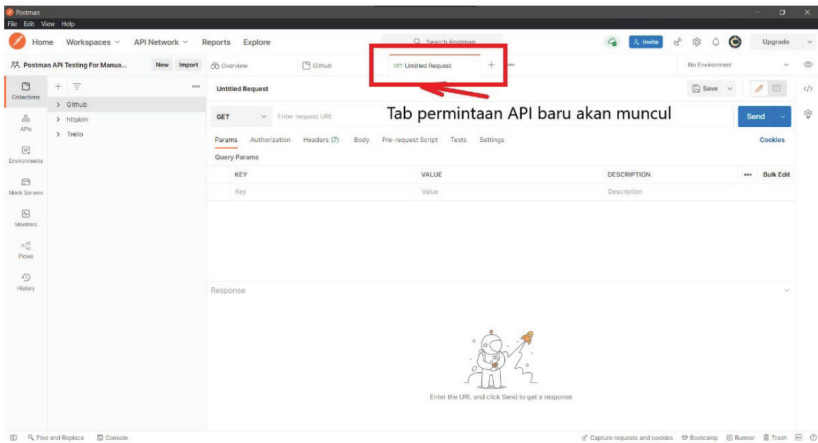 Postman
File Edit View Help
Home Workspaces API Network Reports Explore Search Postman Invite Upgrade
Postman API Testing For Manua... New Import Overview Github GET Untitled Request + ... No Environment
Collections
APIs
Environments
Mock Servers
Monitors
Flows
History
+ ...
> Github
> httpbin
> Trello
Untitled Request Save
Tab permintaan API baru akan muncul
GET Enter request URL Send
Params Authorization Headers (7) Body Pre-request Script Tests Settings Cookies
Query Params
KEY VALUE DESCRIPTION ... Bulk Edit
Key Value Description
Response
Enter the URL and click Send to get a response
Find and Replace Console Capture requests and cookies Bootcamp Runner Trash